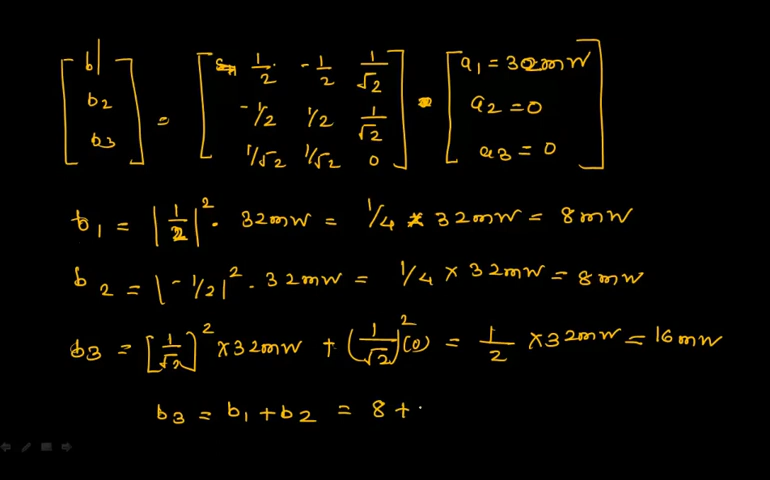 [b1 b2 b3] = [1/2 -1/2 1/√2; -1/2 1/2 1/√2; 1/√2 1/√2 0] · [a1 = 32mW a2 = 0 a3 = 0]
b1 = |1/2|² · 32mW = 1/4 * 32mW = 8mW
b2 = |-1/2|² · 32mW = 1/4 × 32mW = 8mW
b3 = [1/√2]² × 32mW + (1/√2)² (0) = 1/2 × 32mW = 16mW
b3 = b1 + b2 = 8 +